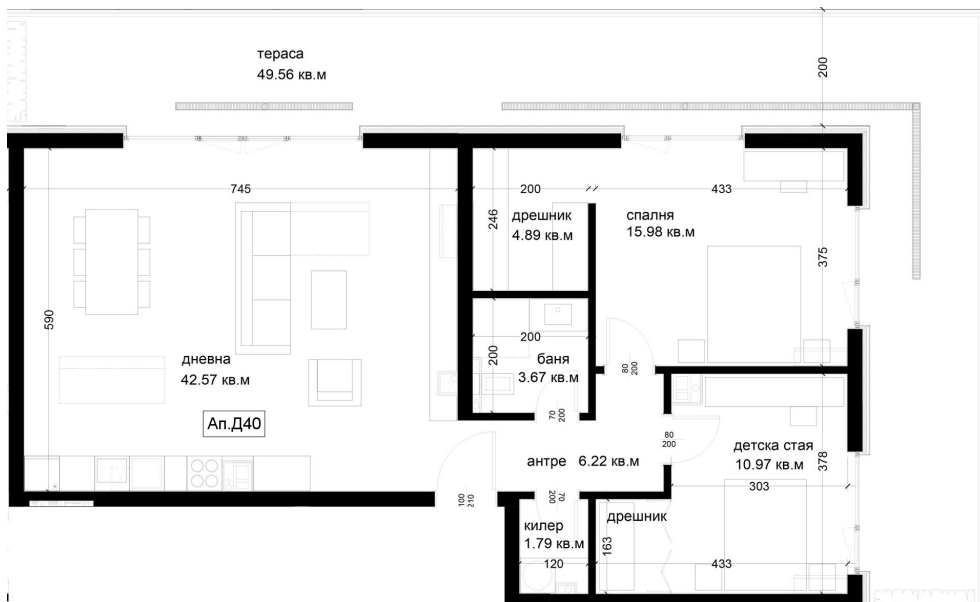 тераса
49.56 кв.м
200
745
200
433
246
дрешник
4.89 кв.м
спалня
15.98 кв.м
375
590
дневна
42.57 кв.м
200
200
баня
3.67 кв.м
80
200
70
200
Ап.Д40
антре 6.22 кв.м
80
200
детска стая
10.97 кв.м
378
303
100
210
70
200
килер
1.79 кв.м
120
дрешник
163
433